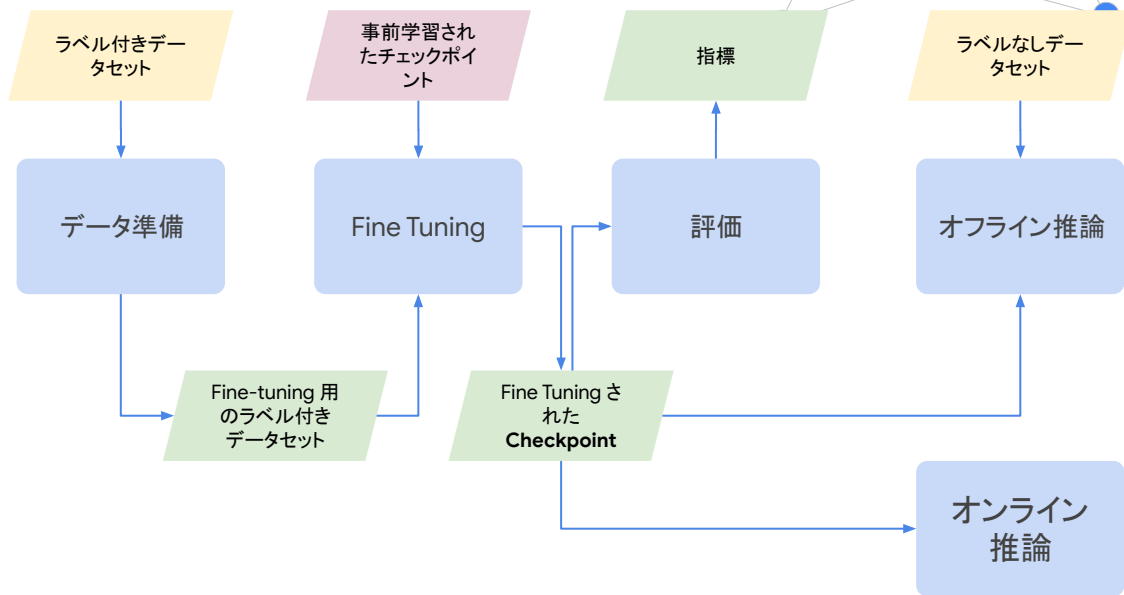 ラベル付きデー
タセット
事前学習され
たチェックポイ
ント
指標
ラベルなしデー
タセット
データ準備
Fine Tuning
評価
オフライン推論
Fine-tuning 用
のラベル付き
データセット
Fine Tuning さ
れた
Checkpoint
オンライン
推論